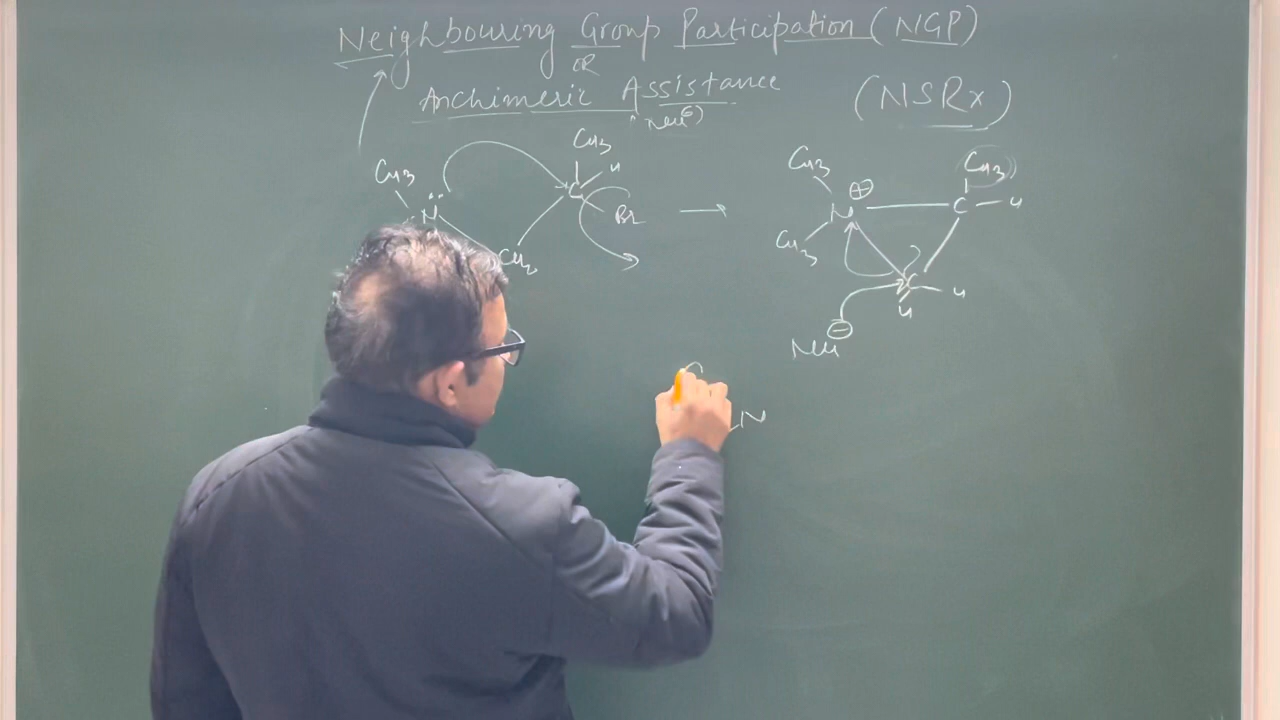 Neighbouring Group Participation (NGP)
OR
Anchimeric Assistance (NSRx)
Nu⊖)
CH3
H
CH3
N̈
C
Br
CH2
→
CH3
⊕
N
CH3
CH3
C
H
C
H
H
⊖
Nu
N